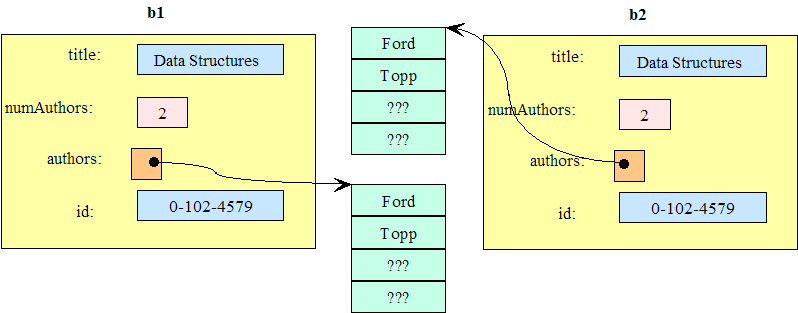 b1
title:
Data Structures
numAuthors:
2
authors:
id:
0-102-4579
Ford
Topp
???
???
Ford
Topp
???
???
b2
title:
Data Structures
numAuthors:
2
authors:
id:
0-102-4579